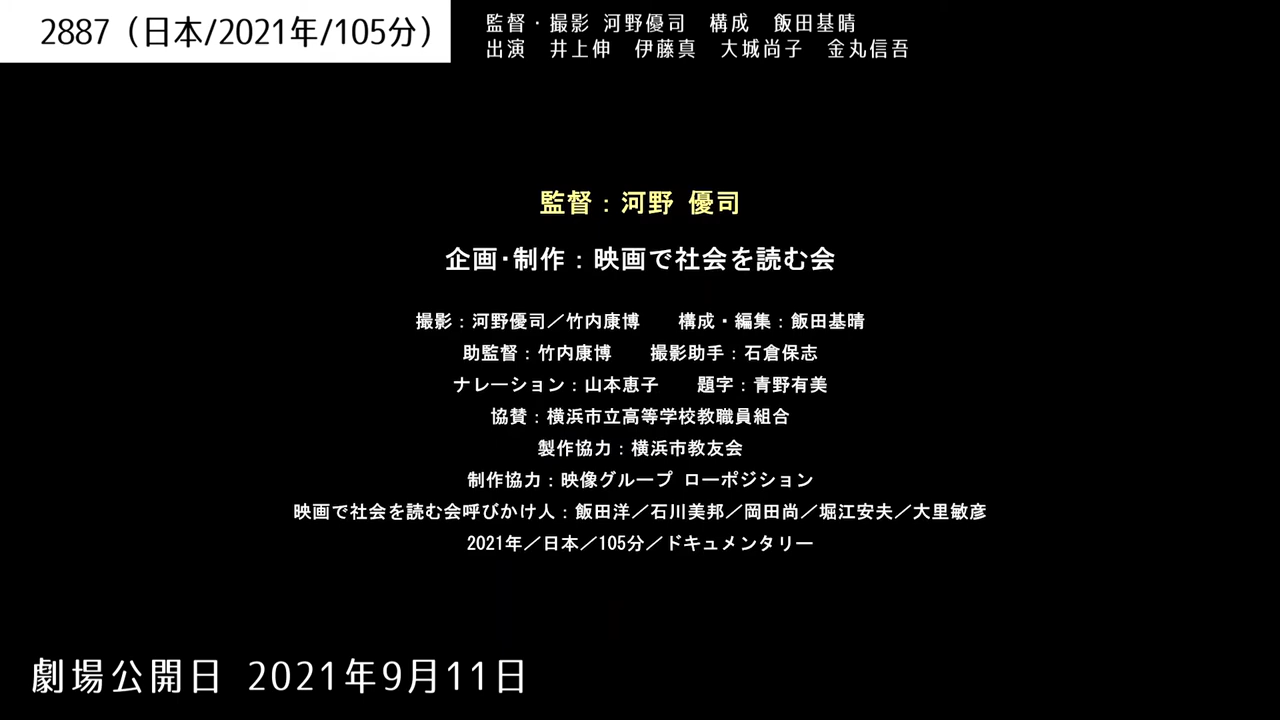 2887（日本/2021年/105分）
監督・撮影 河野優司　構成　飯田基晴
出演　井上伸　伊藤真　大城尚子　金丸信吾
監督：河野 優司
企画・制作：映画で社会を読む会
撮影：河野優司／竹内康博　　構成・編集：飯田基晴
助監督：竹内康博　　撮影助手：石倉保志
ナレーション：山本恵子　　題字：青野有美
協賛：横浜市立高等学校教職員組合
製作協力：横浜市教友会
制作協力：映像グループ ローポジション
映画で社会を読む会呼びかけ人：飯田洋／石川美邦／岡田尚／堀江安夫／大里敏彦
2021年／日本／105分／ドキュメンタリー
劇場公開日 2021年9月11日